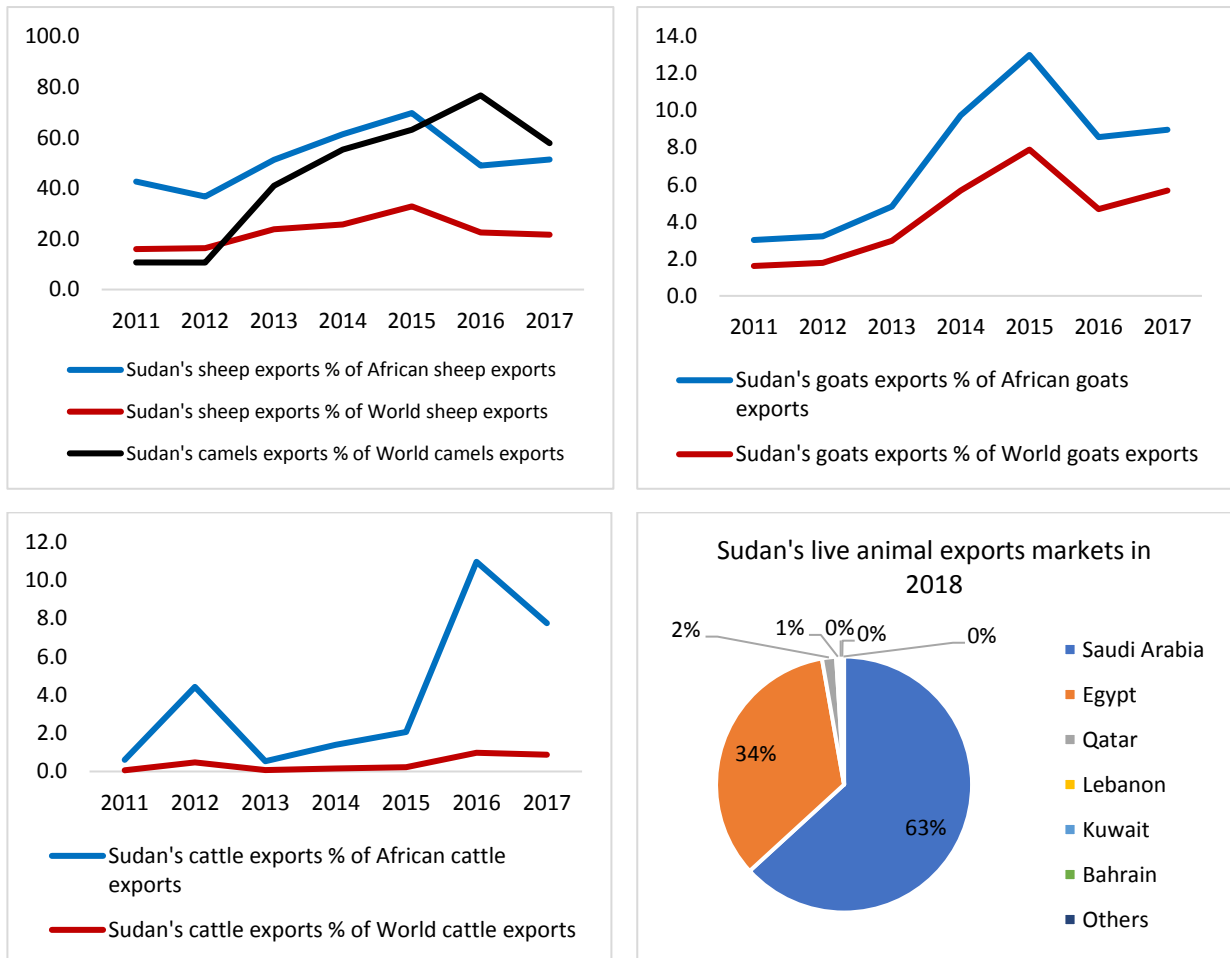 100.0
80.0
60.0
40.0
20.0
0.0
2011 2012 2013 2014 2015 2016 2017
Sudan's sheep exports % of African sheep exports
Sudan's sheep exports % of World sheep exports
Sudan's camels exports % of World camels exports
14.0
12.0
10.0
8.0
6.0
4.0
2.0
0.0
2011 2012 2013 2014 2015 2016 2017
Sudan's goats exports % of African goats
exports
Sudan's goats exports % of World goats exports
12.0
10.0
8.0
6.0
4.0
2.0
0.0
2011 2012 2013 2014 2015 2016 2017
Sudan's cattle exports % of African cattle
exports
Sudan's cattle exports % of World cattle exports
Sudan's live animal exports markets in
2018
2% 1% 0% 0% 0%
34%
63%
Saudi Arabia
Egypt
Qatar
Lebanon
Kuwait
Bahrain
Others